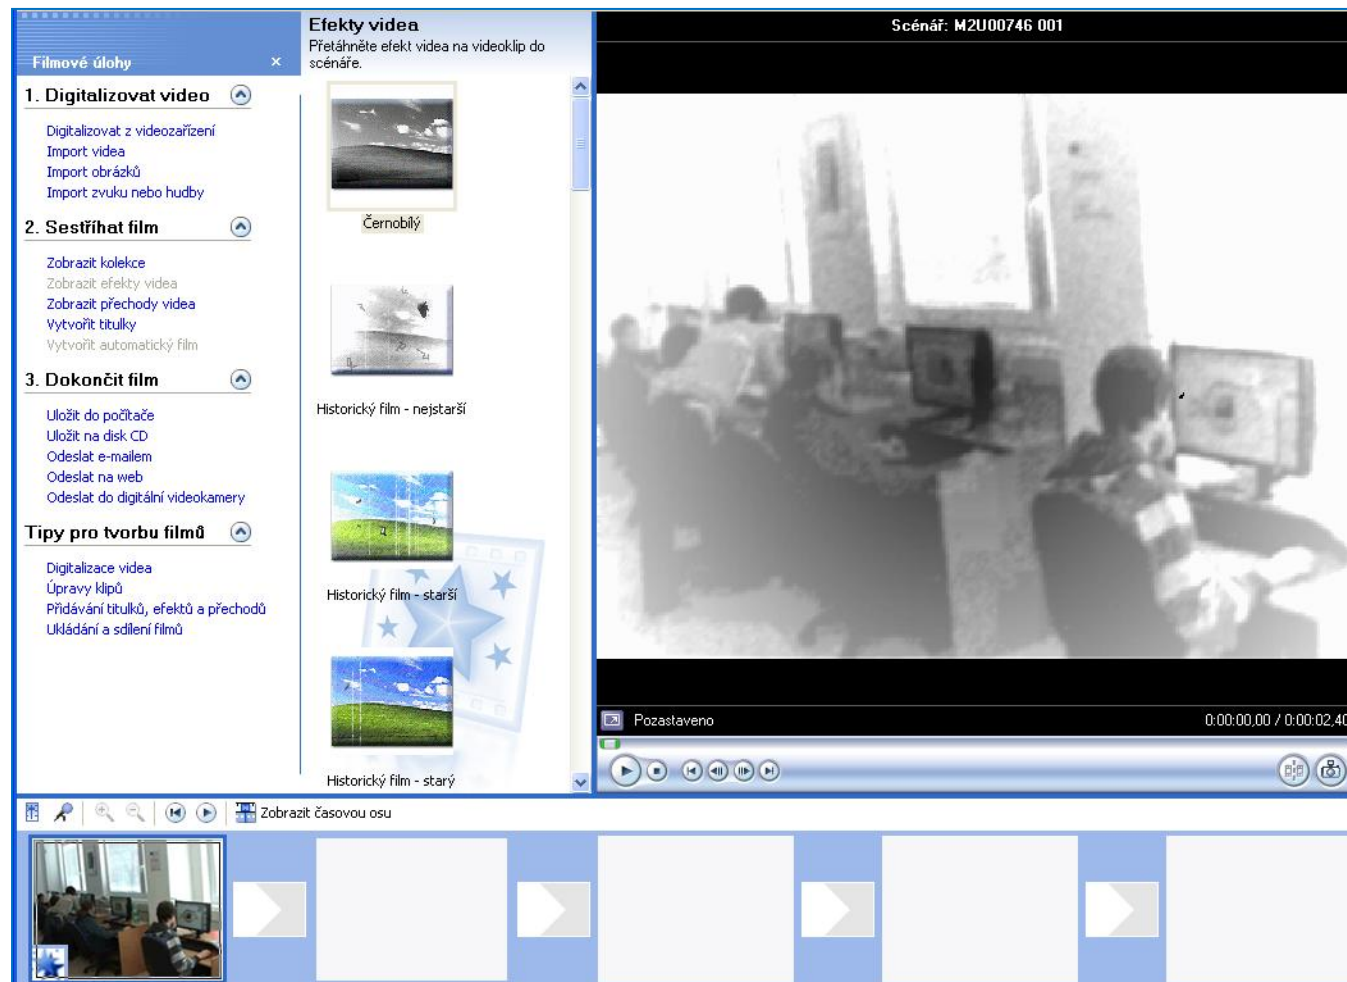 Filmové úlohy
1. Digitalizovat video
Digitalizovat z videozařízení
Import videa
Import obrázků
Import zvuku nebo hudby
2. Sestříhat film
Zobrazit kolekce
Zobrazit efekty videa
Zobrazit přechody videa
Vytvořit titulky
Vytvořit automatický film
3. Dokončit film
Uložit do počítače
Uložit na disk CD
Odeslat e-mailem
Odeslat na web
Odeslat do digitální videokamery
Tipy pro tvorbu filmů
Digitalizace videa
Úpravy klipů
Přidávání titulků, efektů a přechodů
Ukládání a sdílení filmů
Efekty videa
Přetáhněte efekt videa na videoklip do
scénáře.
Černobílý
Historický film - nejstarší
Historický film - starší
Historický film - starý
Scénář: M2U00746 001
Pozastaveno
0:00:00,00 / 0:00:02,40
Zobrazit časovou osu